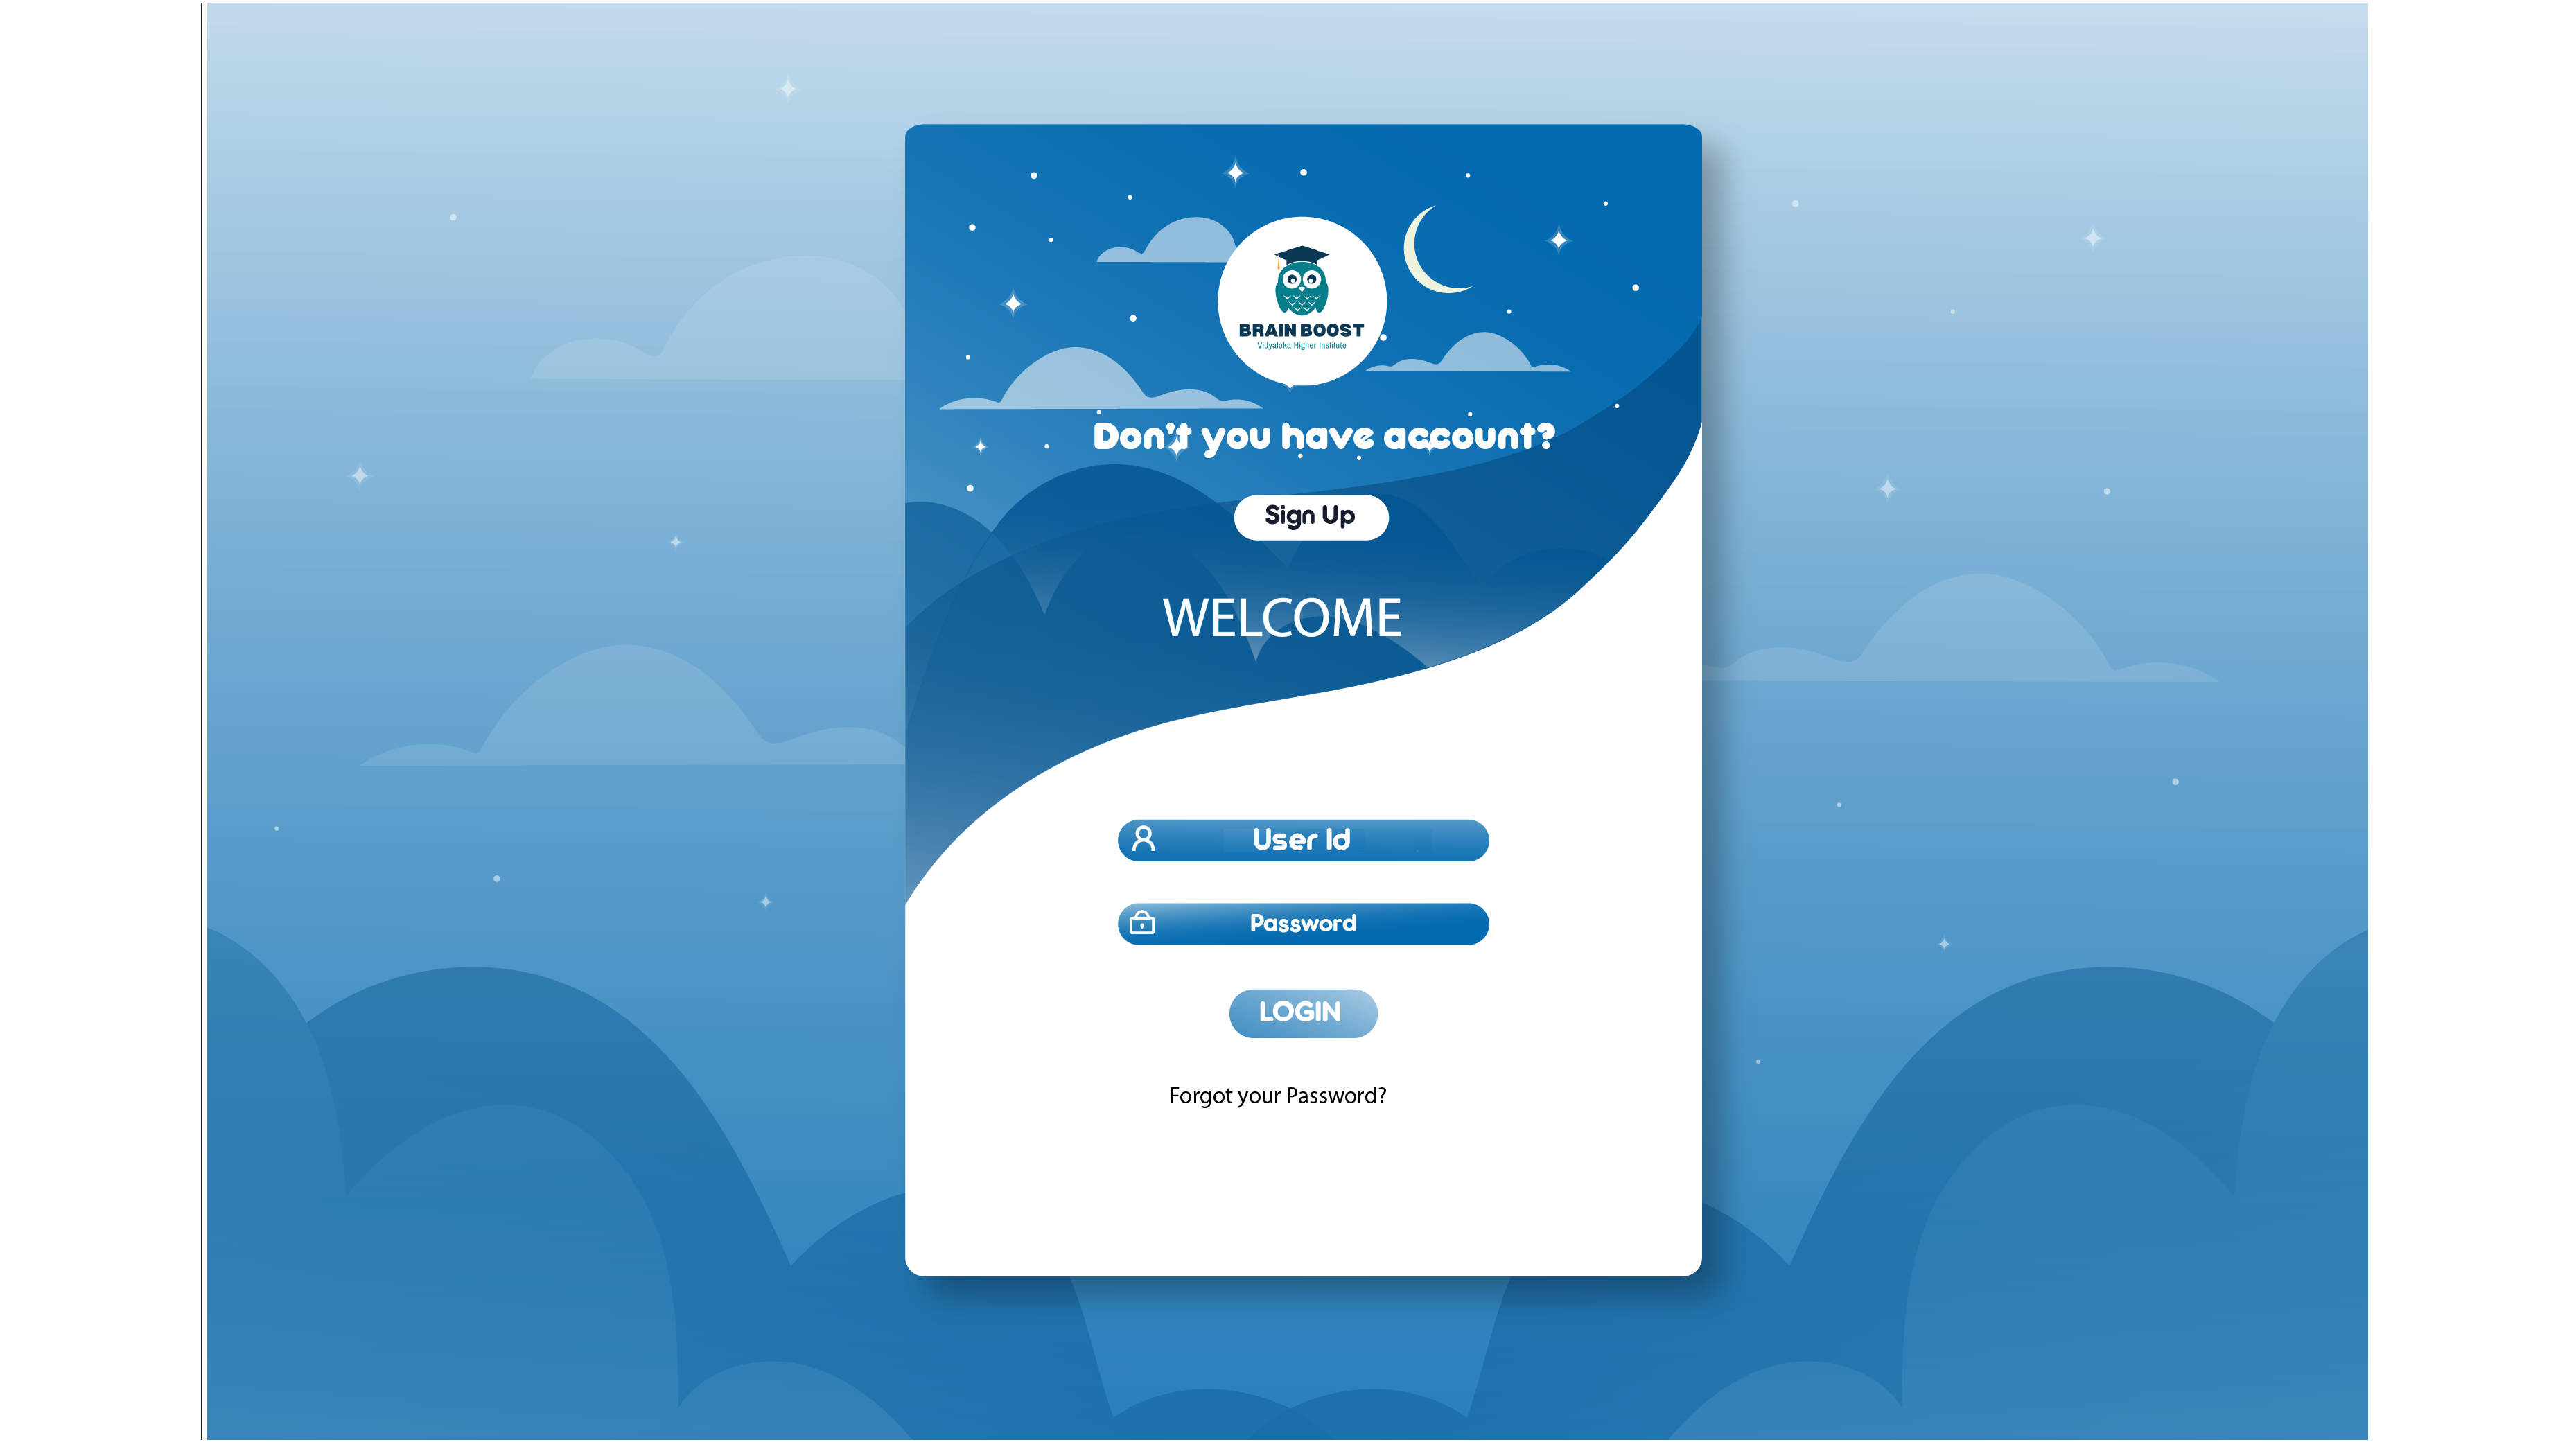 BRAIN BOOST
Vidyaloka Higher Institute
Don't you have account?
Sign Up
WELCOME
User Id
Password
LOGIN
Forgot your Password?